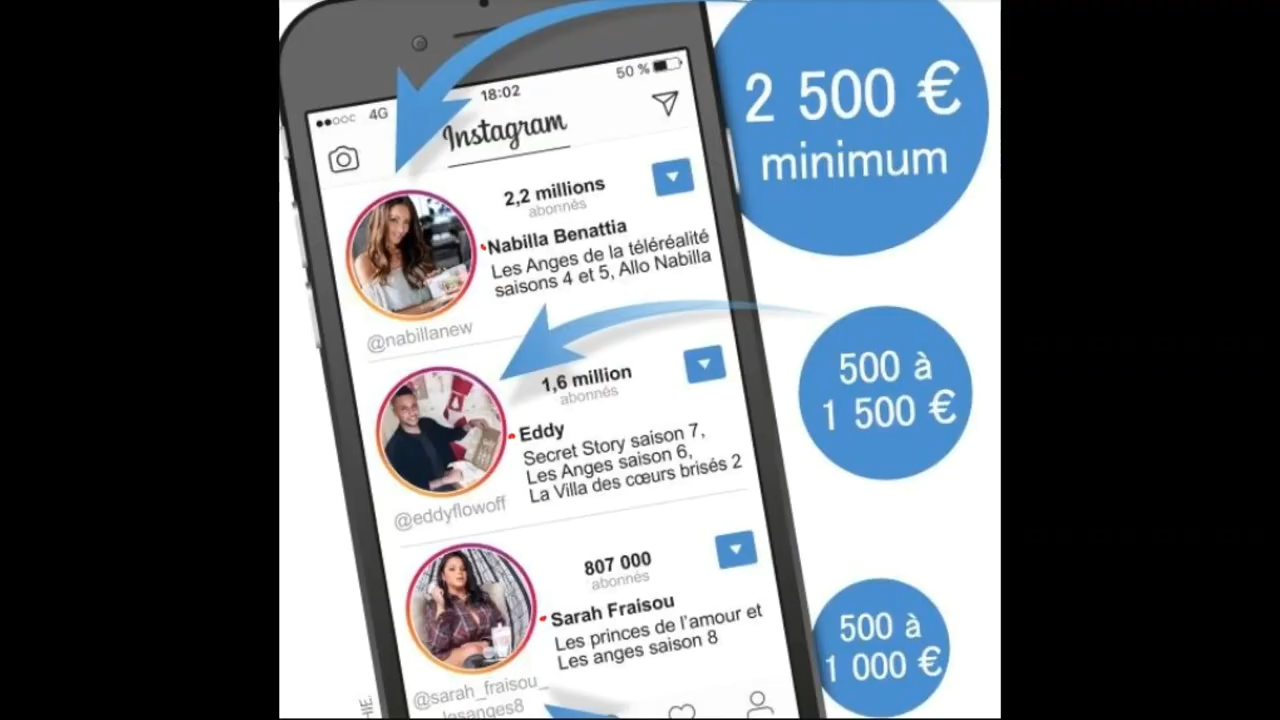 2 500 €
minimum
4G
18:02
50 %
Instagram
2,2 millions
abonnés
Nabilla Benattia
Les Anges de la téléréalité
saisons 4 et 5, Allo Nabilla
@nabillanew
500 à
1 500 €
1,6 million
abonnés
Eddy
Secret Story saison 7,
Les Anges saison 6,
La Villa des cœurs brisés 2
@eddyflowoff
500 à
1 000 €
807 000
abonnés
Sarah Fraisou
Les princes de l'amour et
Les anges saison 8
@sarah_fraisou_
lesanges8